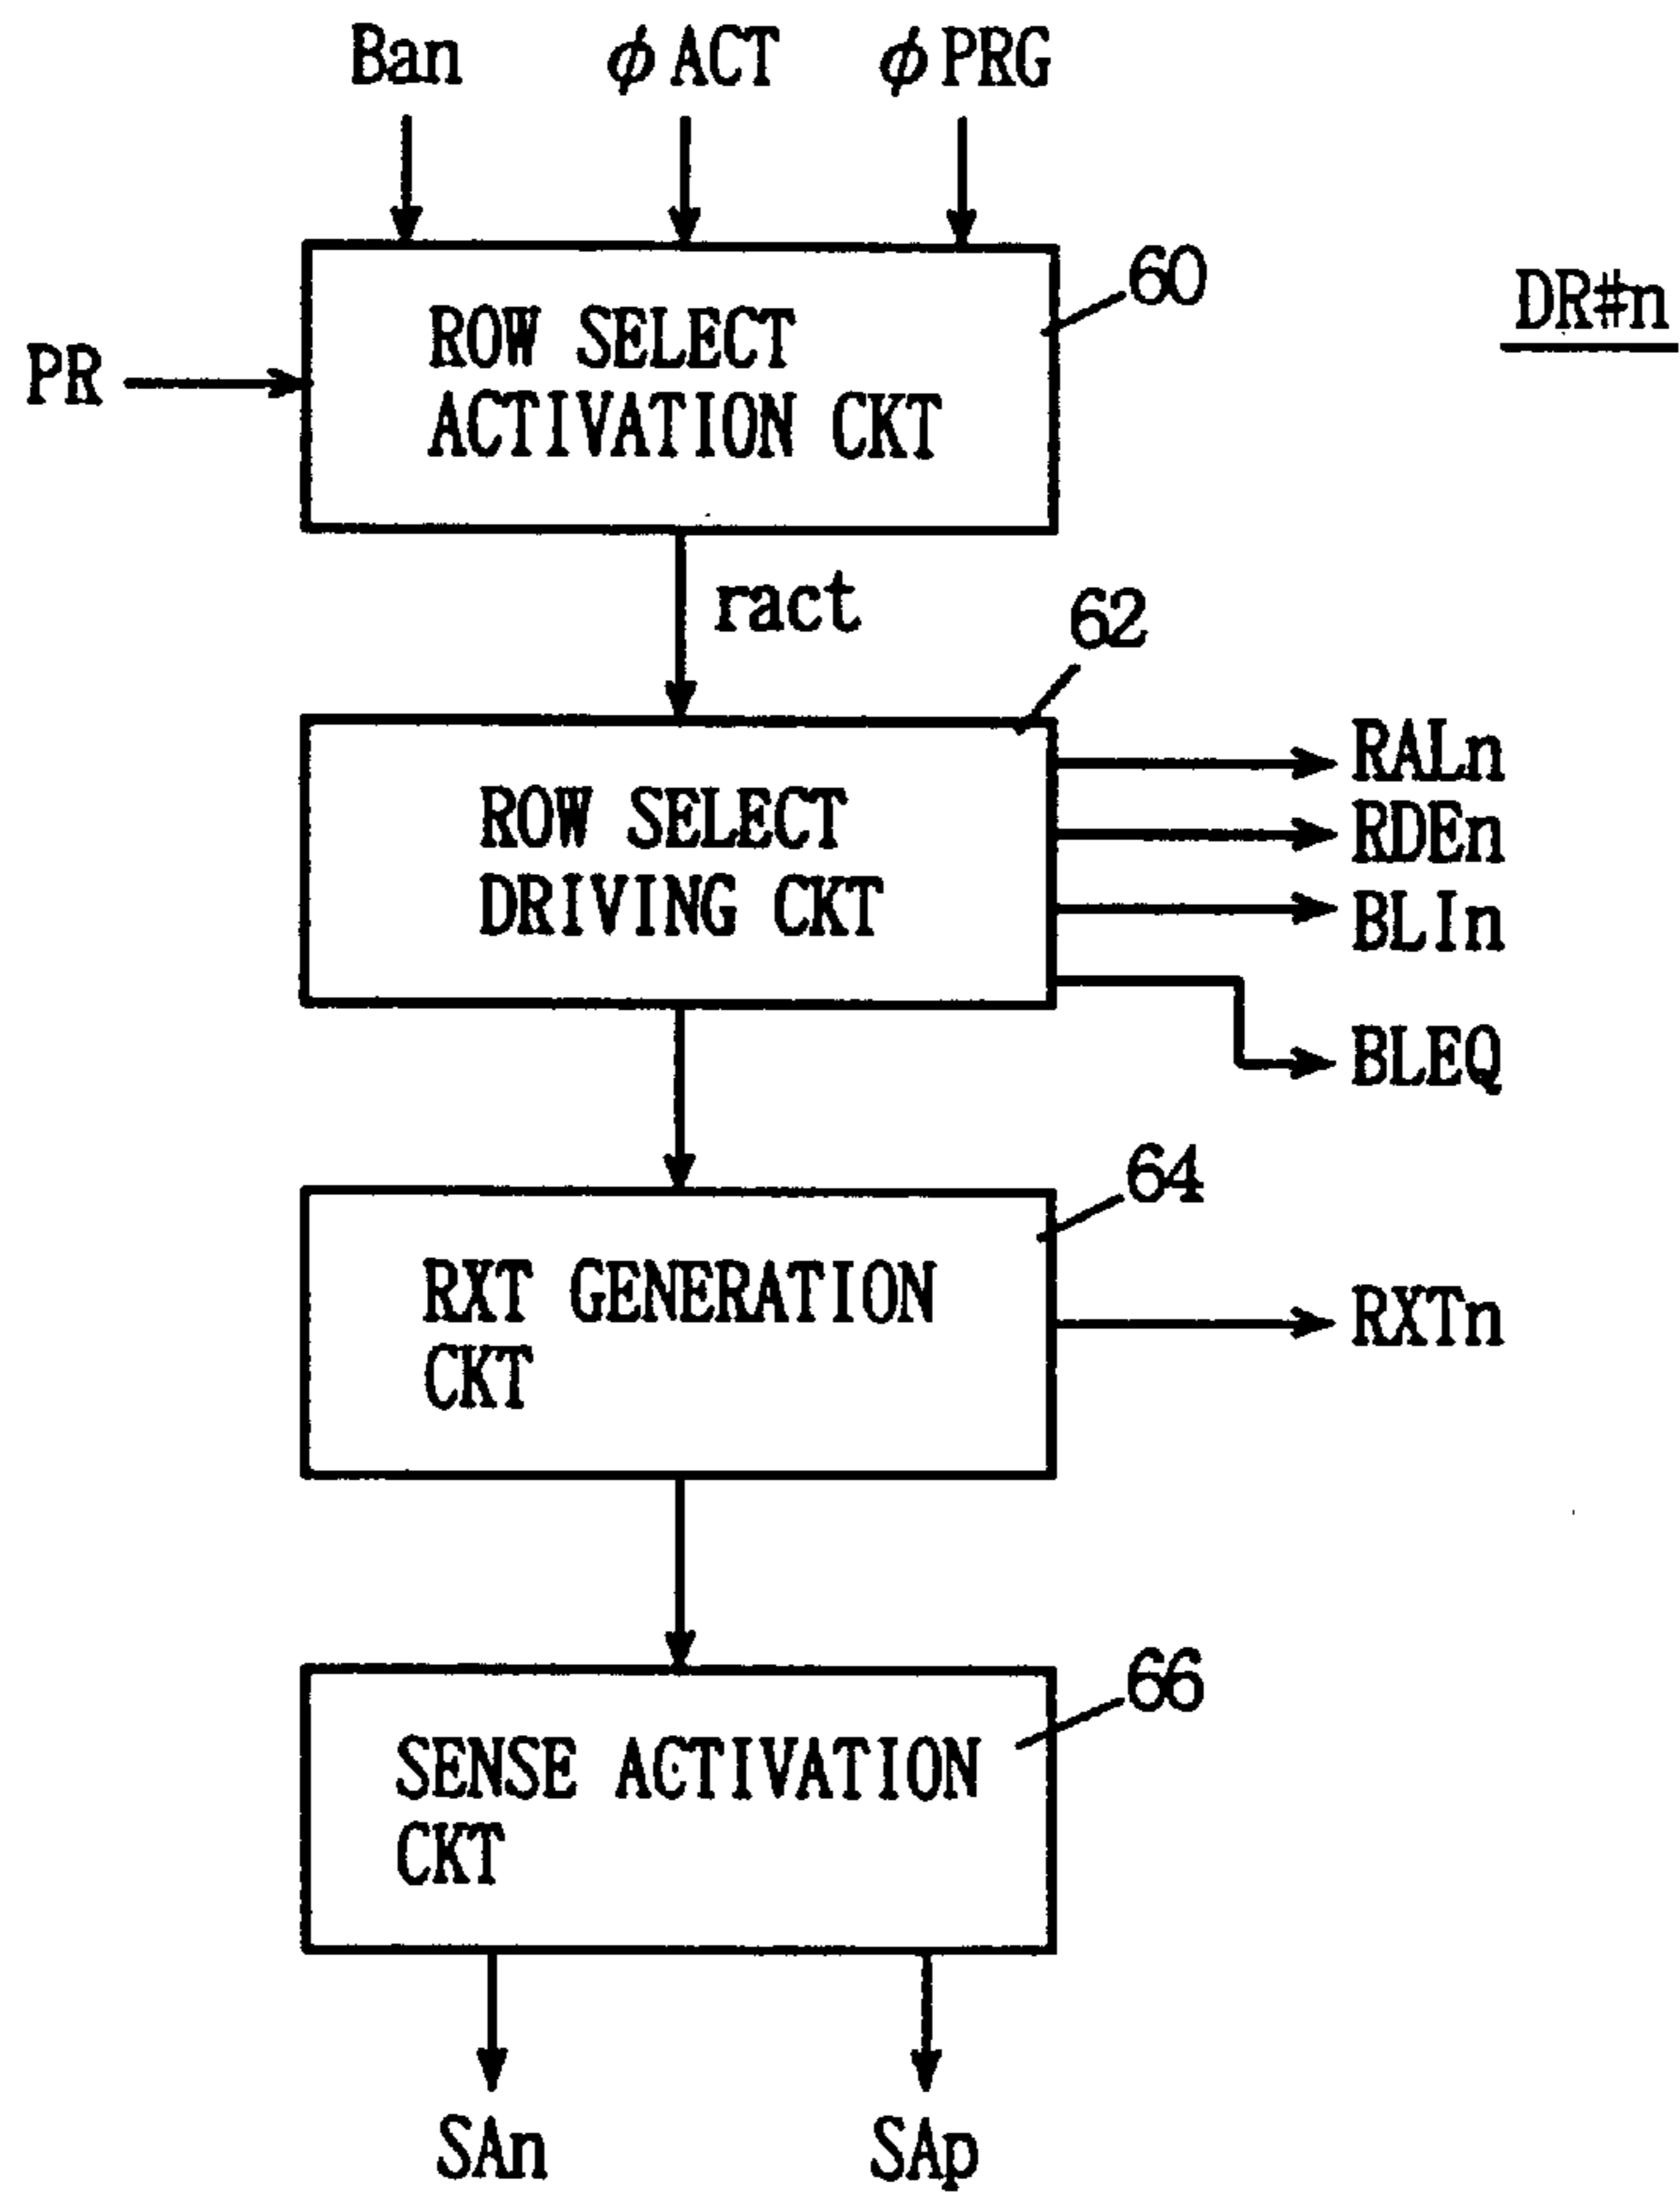 Ban φACT φPRG
60
DR#n
PR
ROW SELECT
ACTIVATION CKT
ract
62
ROW SELECT
DRIVING CKT
RALn
RDEn
BLIn
BLEQ
64
RXT GENERATION
CKT
RXTn
66
SENSE ACTIVATION
CKT
SAn SAp